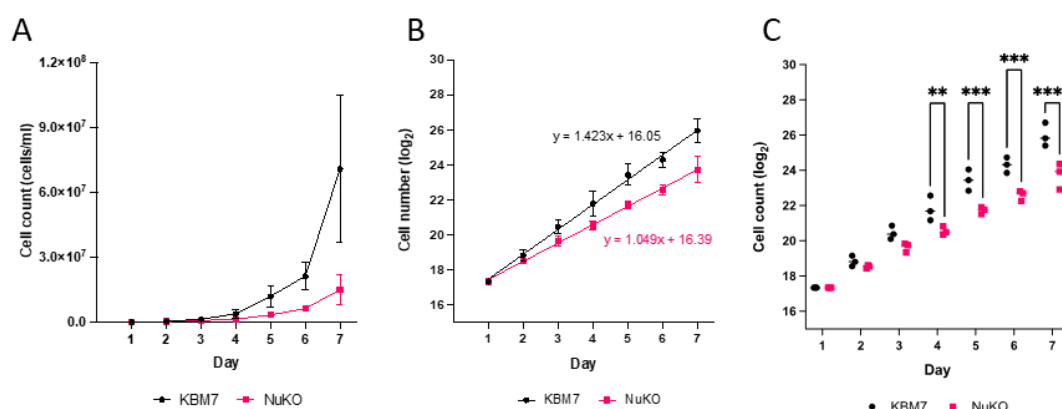 A
Cell count (cells/ml)
1.2×10⁸
9.0×10⁷
6.0×10⁷
3.0×10⁷
0.0
1 2 3 4 5 6 7
Day
KBM7 NuKO
B
Cell number (log₂)
30
28
26
24
22
20
18
16
y = 1.423x + 16.05
y = 1.049x + 16.39
1 2 3 4 5 6 7
Day
KBM7 NuKO
C
Cell count (log₂)
30
28
26
24
22
20
18
16
** *** *** ***
1 2 3 4 5 6 7
Day
KBM7 NuKO